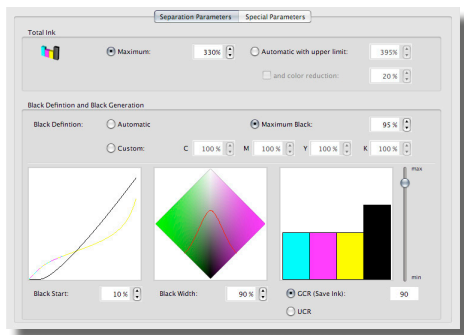 Separation Parameters Special Parameters
Total Ink
Maximum: 330% Automatic with upper limit: 395%
and color reduction: 20 %
Black Defintion and Black Generation
Black Defintion: Automatic Maximum Black: 95 %
Custom: C 100 % M 100 % Y 100 % K 100 %
max
min
Black Start: 10 % Black Width: 90 % GCR (Save Ink): 90
UCR